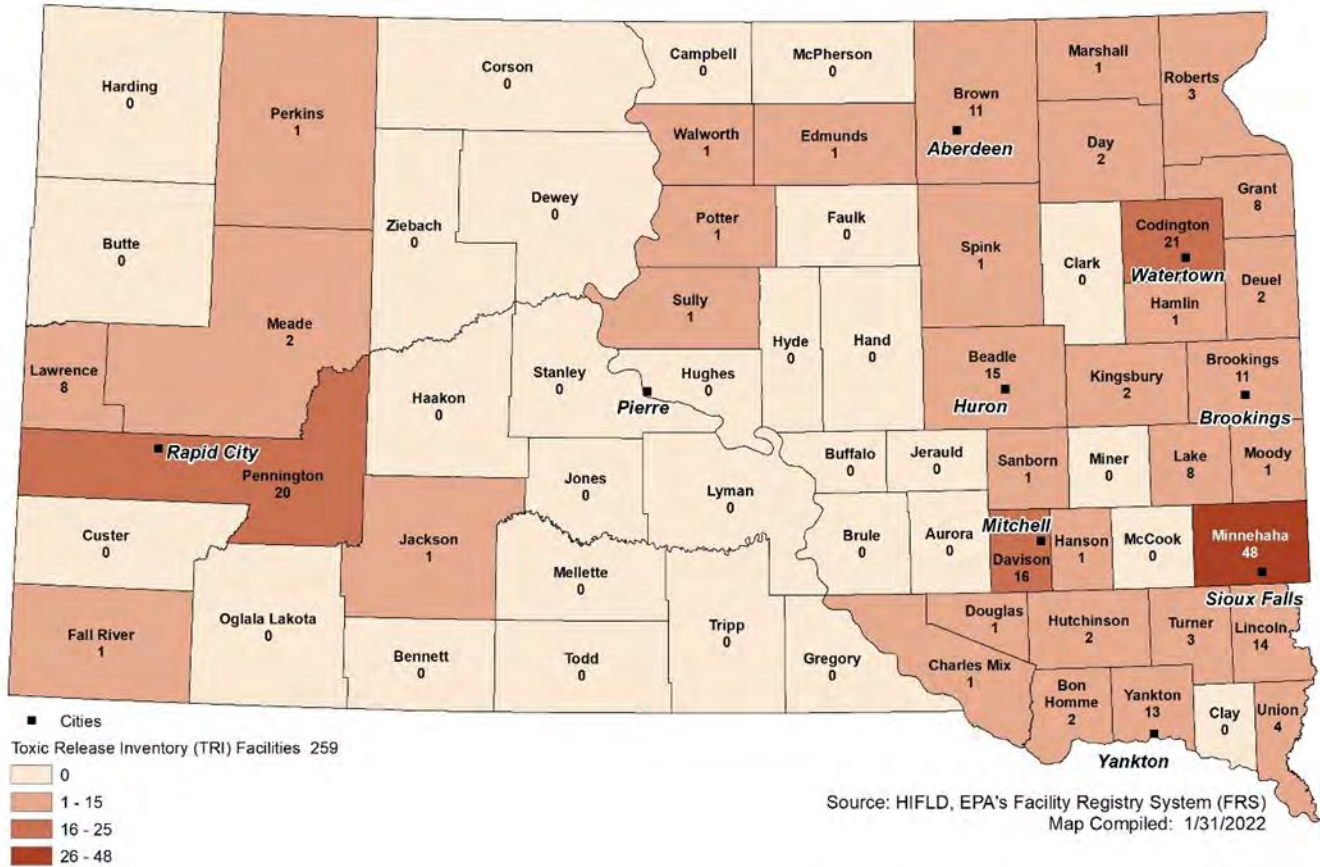 Harding
0
Perkins
1
Corson
0
Campbell
0
McPherson
0
Brown
11
Aberdeen
Marshall
1
Roberts
3
Walworth
1
Edmunds
1
Day
2
Grant
8
Butte
0
Ziebach
0
Dewey
0
Potter
1
Faulk
0
Spink
1
Clark
0
Codington
21
Watertown
Deuel
2
Hamlin
1
Meade
2
Sully
1
Hyde
0
Hand
0
Lawrence
8
Haakon
0
Stanley
0
Hughes
0
Pierre
Beadle
15
Huron
Kingsbury
2
Brookings
11
Brookings
Rapid City
Pennington
20
Jones
0
Lyman
0
Buffalo
0
Jerauld
0
Sanborn
1
Miner
0
Lake
8
Moody
1
Custer
0
Jackson
1
Mellette
0
Brule
0
Aurora
0
Mitchell
Davison
16
Hanson
1
McCook
0
Minnehaha
48
Sioux Falls
Fall River
1
Oglala Lakota
0
Bennett
0
Todd
0
Tripp
0
Gregory
0
Douglas
1
Charles Mix
1
Hutchinson
2
Turner
3
Lincoln
14
Bon
Homme
2
Yankton
13
Clay
0
Union
4
Yankton
Cities
Toxic Release Inventory (TRI) Facilities 259
0
1 - 15
16 - 25
26 - 48
Source: HIFLD, EPA's Facility Registry System (FRS)
Map Compiled: 1/31/2022